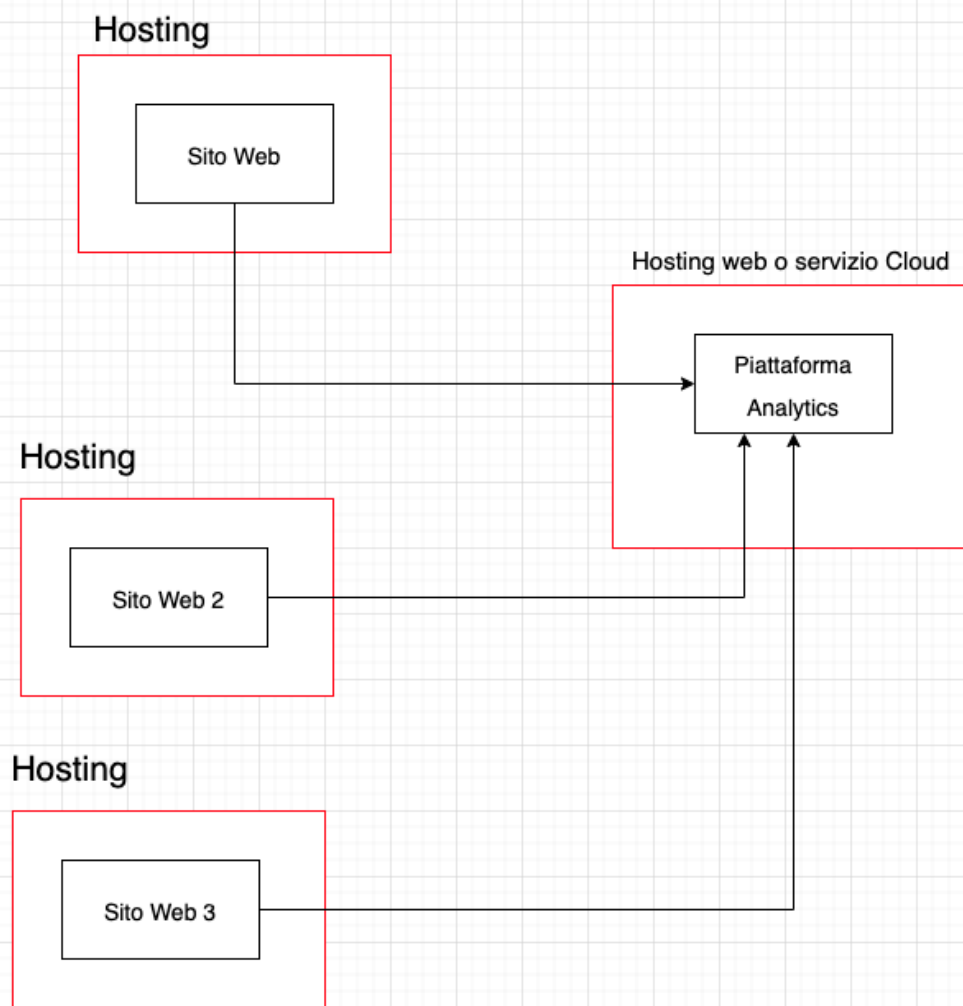 Hosting
Sito Web
Hosting web o servizio Cloud
Piattaforma
Analytics
Hosting
Sito Web 2
Hosting
Sito Web 3